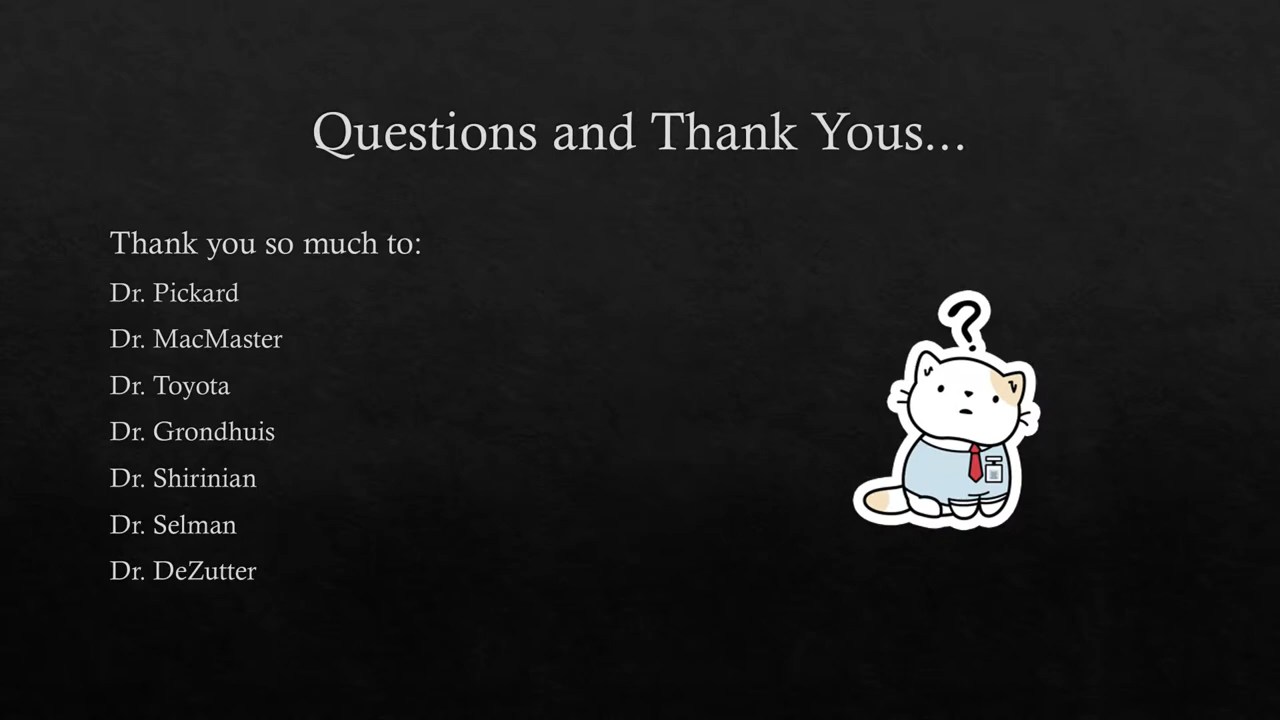 Questions and Thank Yous...
Thank you so much to:
Dr. Pickard
Dr. MacMaster
Dr. Toyota
Dr. Grondhuis
Dr. Shirinian
Dr. Selman
Dr. DeZutter
?